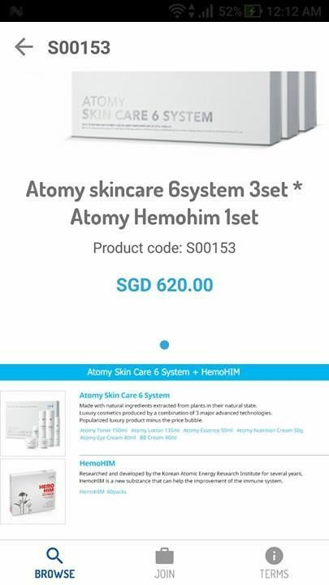 52% 12:12 AM
S00153
ATOMY
SKIN CARE 6 SYSTEM
Atomy skincare 6system 3set *
Atomy Hemohim 1set
Product code: S00153
SGD 620.00
Atomy Skin Care 6 System + HemoHIM
Atomy Skin Care 6 System
Made with natural ingredients extracted from plants in their natural state.
Luxury cosmetics produced by a combination of 3 major advanced technologies.
Popularized luxury product minus the price bubble.
Atomy Toner 150ml Atomy Lotion 135ml Atomy Essence 50ml Atomy Nutrition Cream 50g
Atomy Eye Cream 40ml BB Cream 40ml
HEMO
HIM
HemoHIM
Researched and developed by the Korean Atomic Energy Research Institute for several years,
HemoHIM is a new substance that can help the improvement of the immune system.
HemoHIM 60packs
BROWSE JOIN TERMS